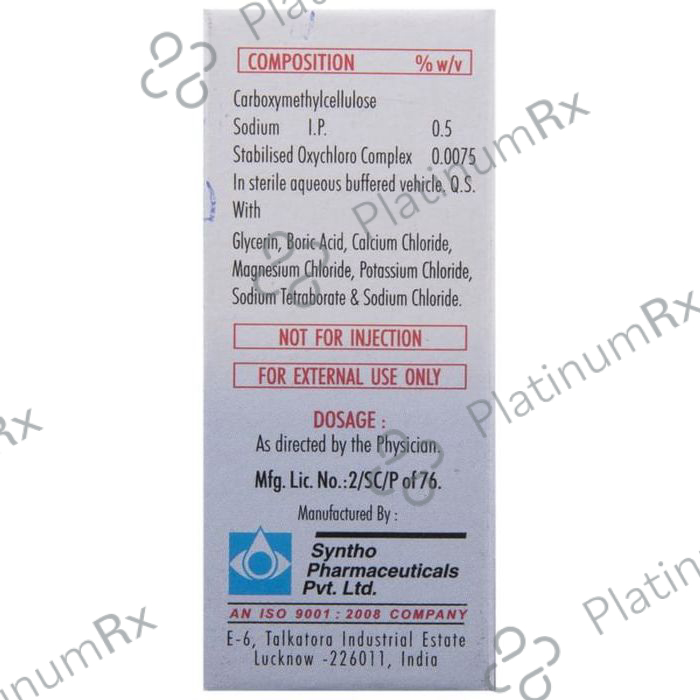 COMPOSITION % w/v
Carboxymethylcellulose
Sodium I.P. 0.5
Stabilised Oxychloro Complex 0.0075
In sterile aqueous buffered vehicle. Q.S.
With
Glycerin, Boric Acid, Calcium Chloride,
Magnesium Chloride, Potassium Chloride,
Sodium Tetraborate & Sodium Chloride.
NOT FOR INJECTION
FOR EXTERNAL USE ONLY
DOSAGE :
As directed by the Physician.
Mfg. Lic. No.:2/SC/P of 76.
Manufactured By :
Syntho
Pharmaceuticals
Pvt. Ltd.
AN ISO 9001 : 2008 COMPANY
E-6, Talkatora Industrial Estate
Lucknow -226011, India
PlatinumRx
PlatinumRx
PlatinumRx
PlatinumRx
PlatinumRx